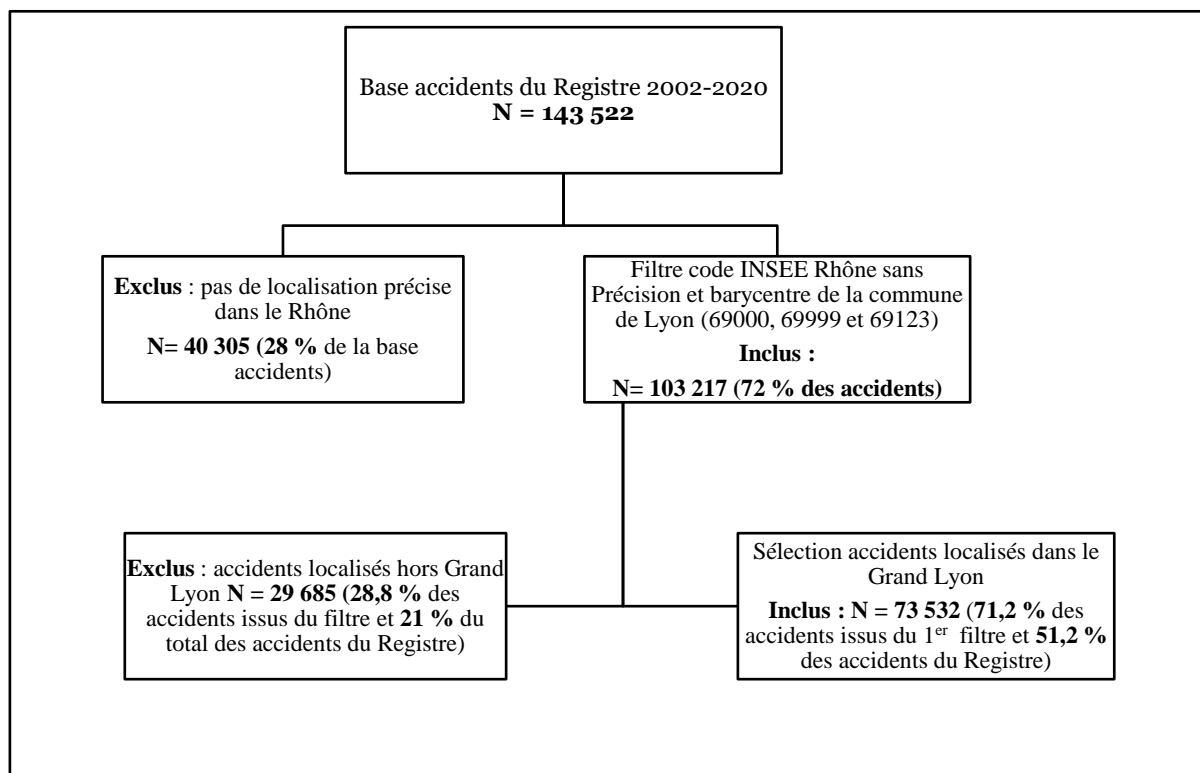 Base accidents du Registre 2002-2020
N = 143 522
Exclus : pas de localisation précise
dans le Rhône
N= 40 305 (28 % de la base
accidents)
Filtre code INSEE Rhône sans
Précision et barycentre de la commune
de Lyon (69000, 69999 et 69123)
Inclus :
N= 103 217 (72 % des accidents)
Exclus : accidents localisés hors Grand
Lyon N = 29 685 (28,8 % des
accidents issus du filtre et 21 % du
total des accidents du Registre)
Sélection accidents localisés dans le
Grand Lyon
Inclus : N = 73 532 (71,2 % des
accidents issus du 1er filtre et 51,2 %
des accidents du Registre)